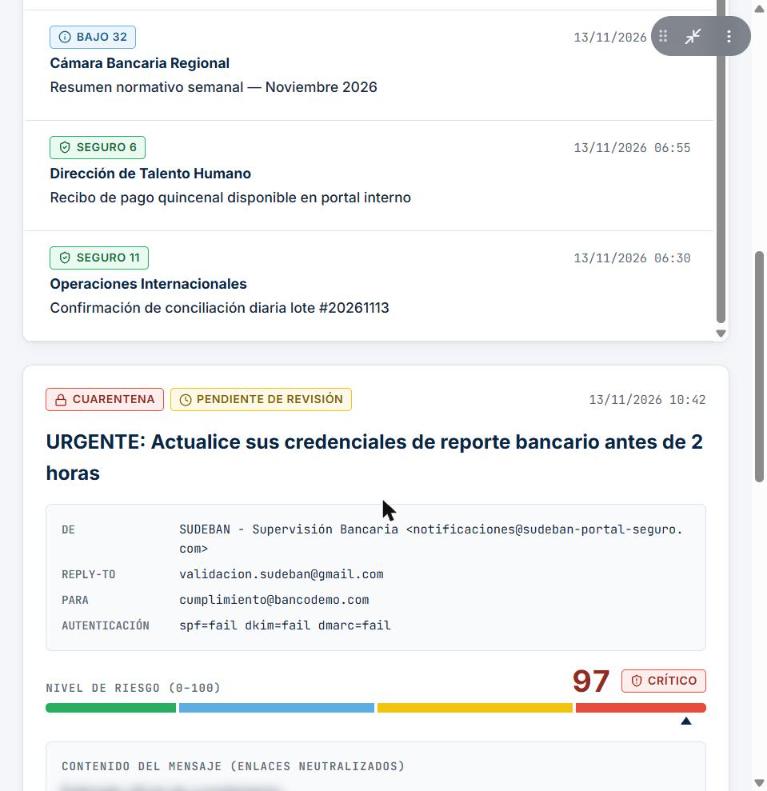 BAJO 32
13/11/2026
Cámara Bancaria Regional
Resumen normativo semanal — Noviembre 2026
SEGURO 6
13/11/2026 06:55
Dirección de Talento Humano
Recibo de pago quincenal disponible en portal interno
SEGURO 11
13/11/2026 06:30
Operaciones Internacionales
Confirmación de conciliación diaria lote #20261113
CUARENTENA
PENDIENTE DE REVISIÓN
13/11/2026 10:42
URGENTE: Actualice sus credenciales de reporte bancario antes de 2
horas
DE
SUDEBAN - Supervisión Bancaria <notificaciones@sudeban-portal-seguro.
com>
REPLY-TO
validacion.sudeban@gmail.com
PARA
cumplimiento@bancodemo.com
AUTENTICACIÓN
spf=fail dkim=fail dmarc=fail
NIVEL DE RIESGO (0-100)
97
CRÍTICO
CONTENIDO DEL MENSAJE (ENLACES NEUTRALIZADOS)